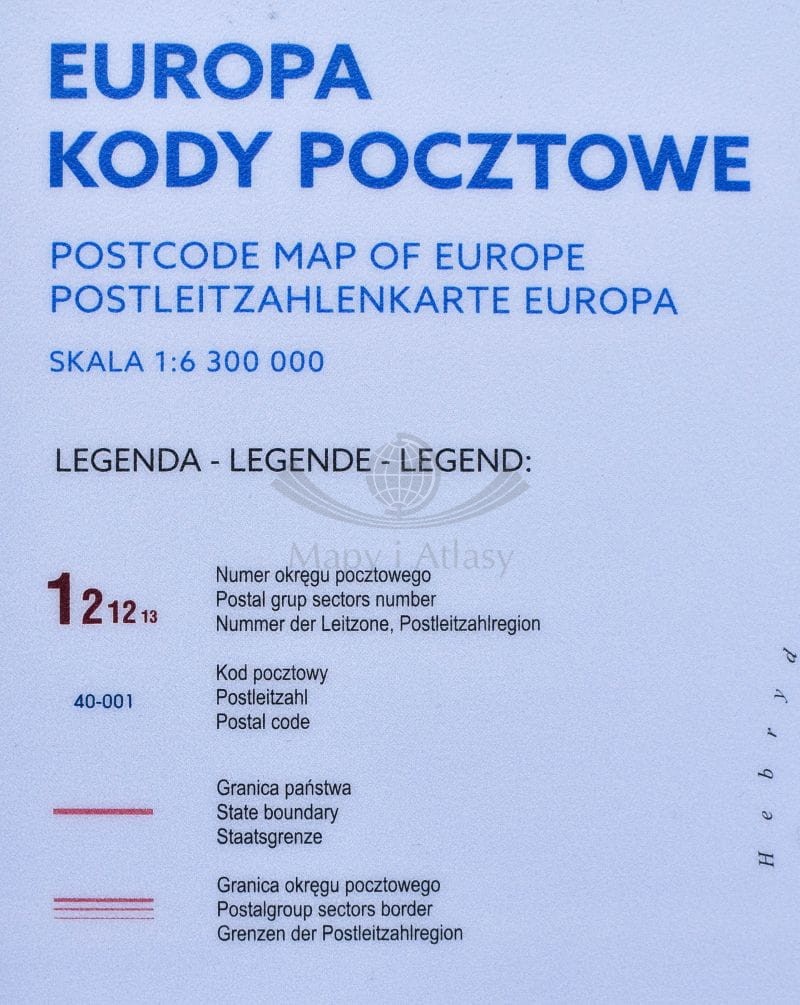 EUROPA
KODY POCZTOWE
POSTCODE MAP OF EUROPE
POSTLEITZAHLENKARTE EUROPA
SKALA 1:6 300 000
LEGENDA - LEGENDE - LEGEND:
Mapy i Atlasy
1 2 12 13
Numer okręgu pocztowego
Postal grup sectors number
Nummer der Leitzone, Postleitzahlregion
40-001
Kod pocztowy
Postleitzahl
Postal code
Granica państwa
State boundary
Staatsgrenze
Granica okręgu pocztowego
Postalgroup sectors border
Grenzen der Postleitzahlregion
Hebryd